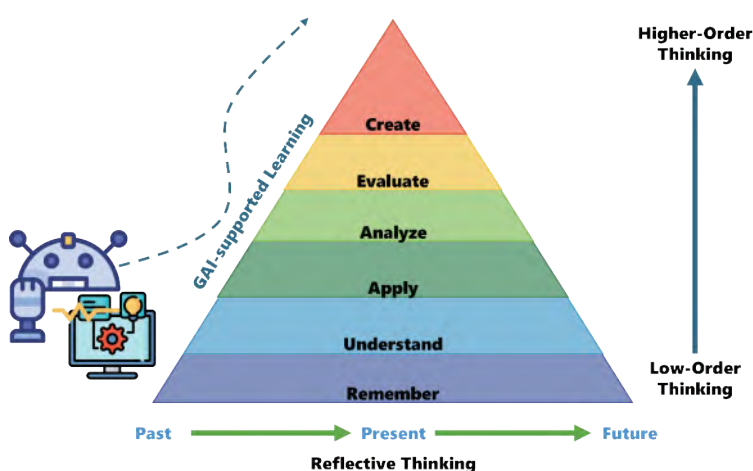 Higher-Order
Thinking
Create
Evaluate
GAI-supported Learning
Analyze
Apply
Understand
Low-Order
Thinking
Remember
Past
Present
Future
Reflective Thinking